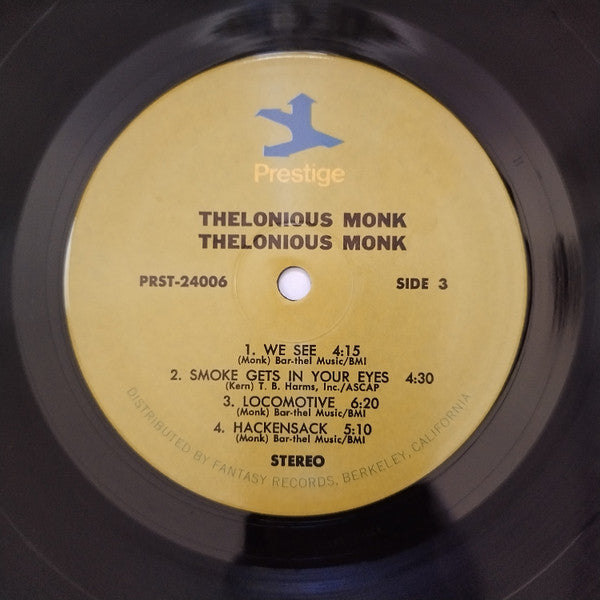 Prestige
THELONIOUS MONK
THELONIOUS MONK
PRST-24006
SIDE 3
1. WE SEE 4:15
(Monk) Bar-thel Music/BMI
2. SMOKE GETS IN YOUR EYES 4:30
(Kern) T. B. Harms, Inc./ASCAP
3. LOCOMOTIVE 6:20
(Monk) Bar-thel Music/BMI
4. HACKENSACK 5:10
(Monk) Bar-thel Music/BMI
STEREO
DISTRIBUTED BY FANTASY RECORDS, BERKELEY, CALIFORNIA